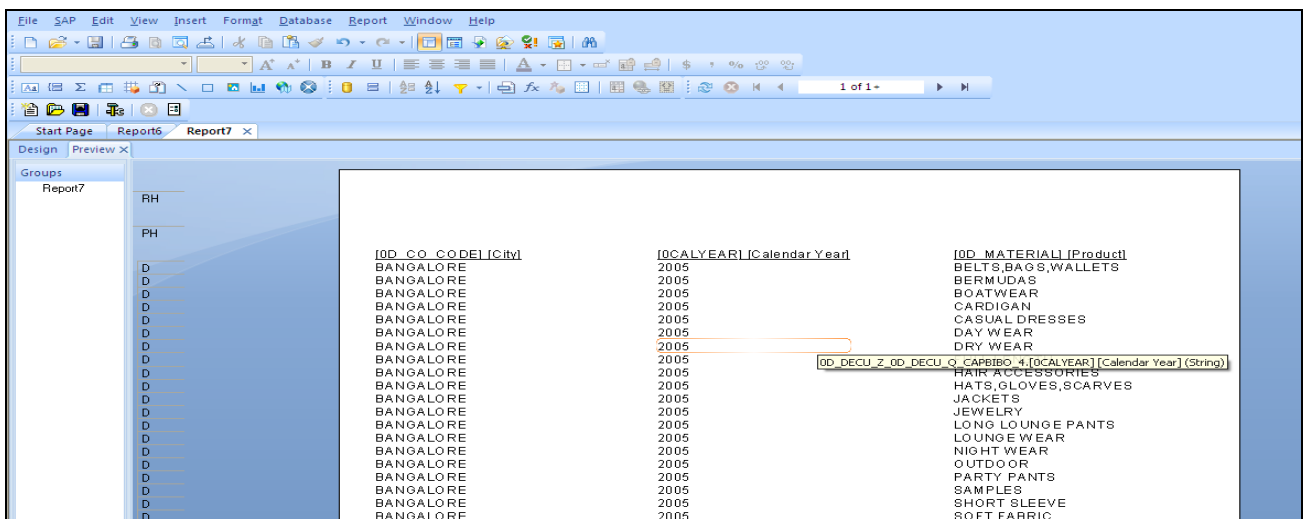 File SAP Edit View Insert Format Database Report Window Help
A A B I U A $ , %
Aa Σ fx 1 of 1+
Start Page Report6 Report7 ×
Design Preview ×
Groups
Report7
RH
PH
[0D_CO_CODE] [City] [0CALYEAR] [Calendar Year] [0D_MATERIAL] [Product]
D BANGALORE 2005 BELTS,BAGS,WALLETS
D BANGALORE 2005 BERMUDAS
D BANGALORE 2005 BOATWEAR
D BANGALORE 2005 CARDIGAN
D BANGALORE 2005 CASUAL DRESSES
D BANGALORE 2005 DAY WEAR
D BANGALORE 2005 DRY WEAR
D BANGALORE 2005 0D_DECU_Z_0D_DECU_Q_CAPBIBO_4.[0CALYEAR] [Calendar Year] (String)
D BANGALORE 2005 HAIR ACCESSORIES
D BANGALORE 2005 HATS,GLOVES,SCARVES
D BANGALORE 2005 JACKETS
D BANGALORE 2005 JEWELRY
D BANGALORE 2005 LONG LOUNGE PANTS
D BANGALORE 2005 LOUNGE WEAR
D BANGALORE 2005 NIGHT WEAR
D BANGALORE 2005 OUTDOOR
D BANGALORE 2005 PARTY PANTS
D BANGALORE 2005 SAMPLES
D BANGALORE 2005 SHORT SLEEVE
D BANGALORE 2005 SOFT FABRIC